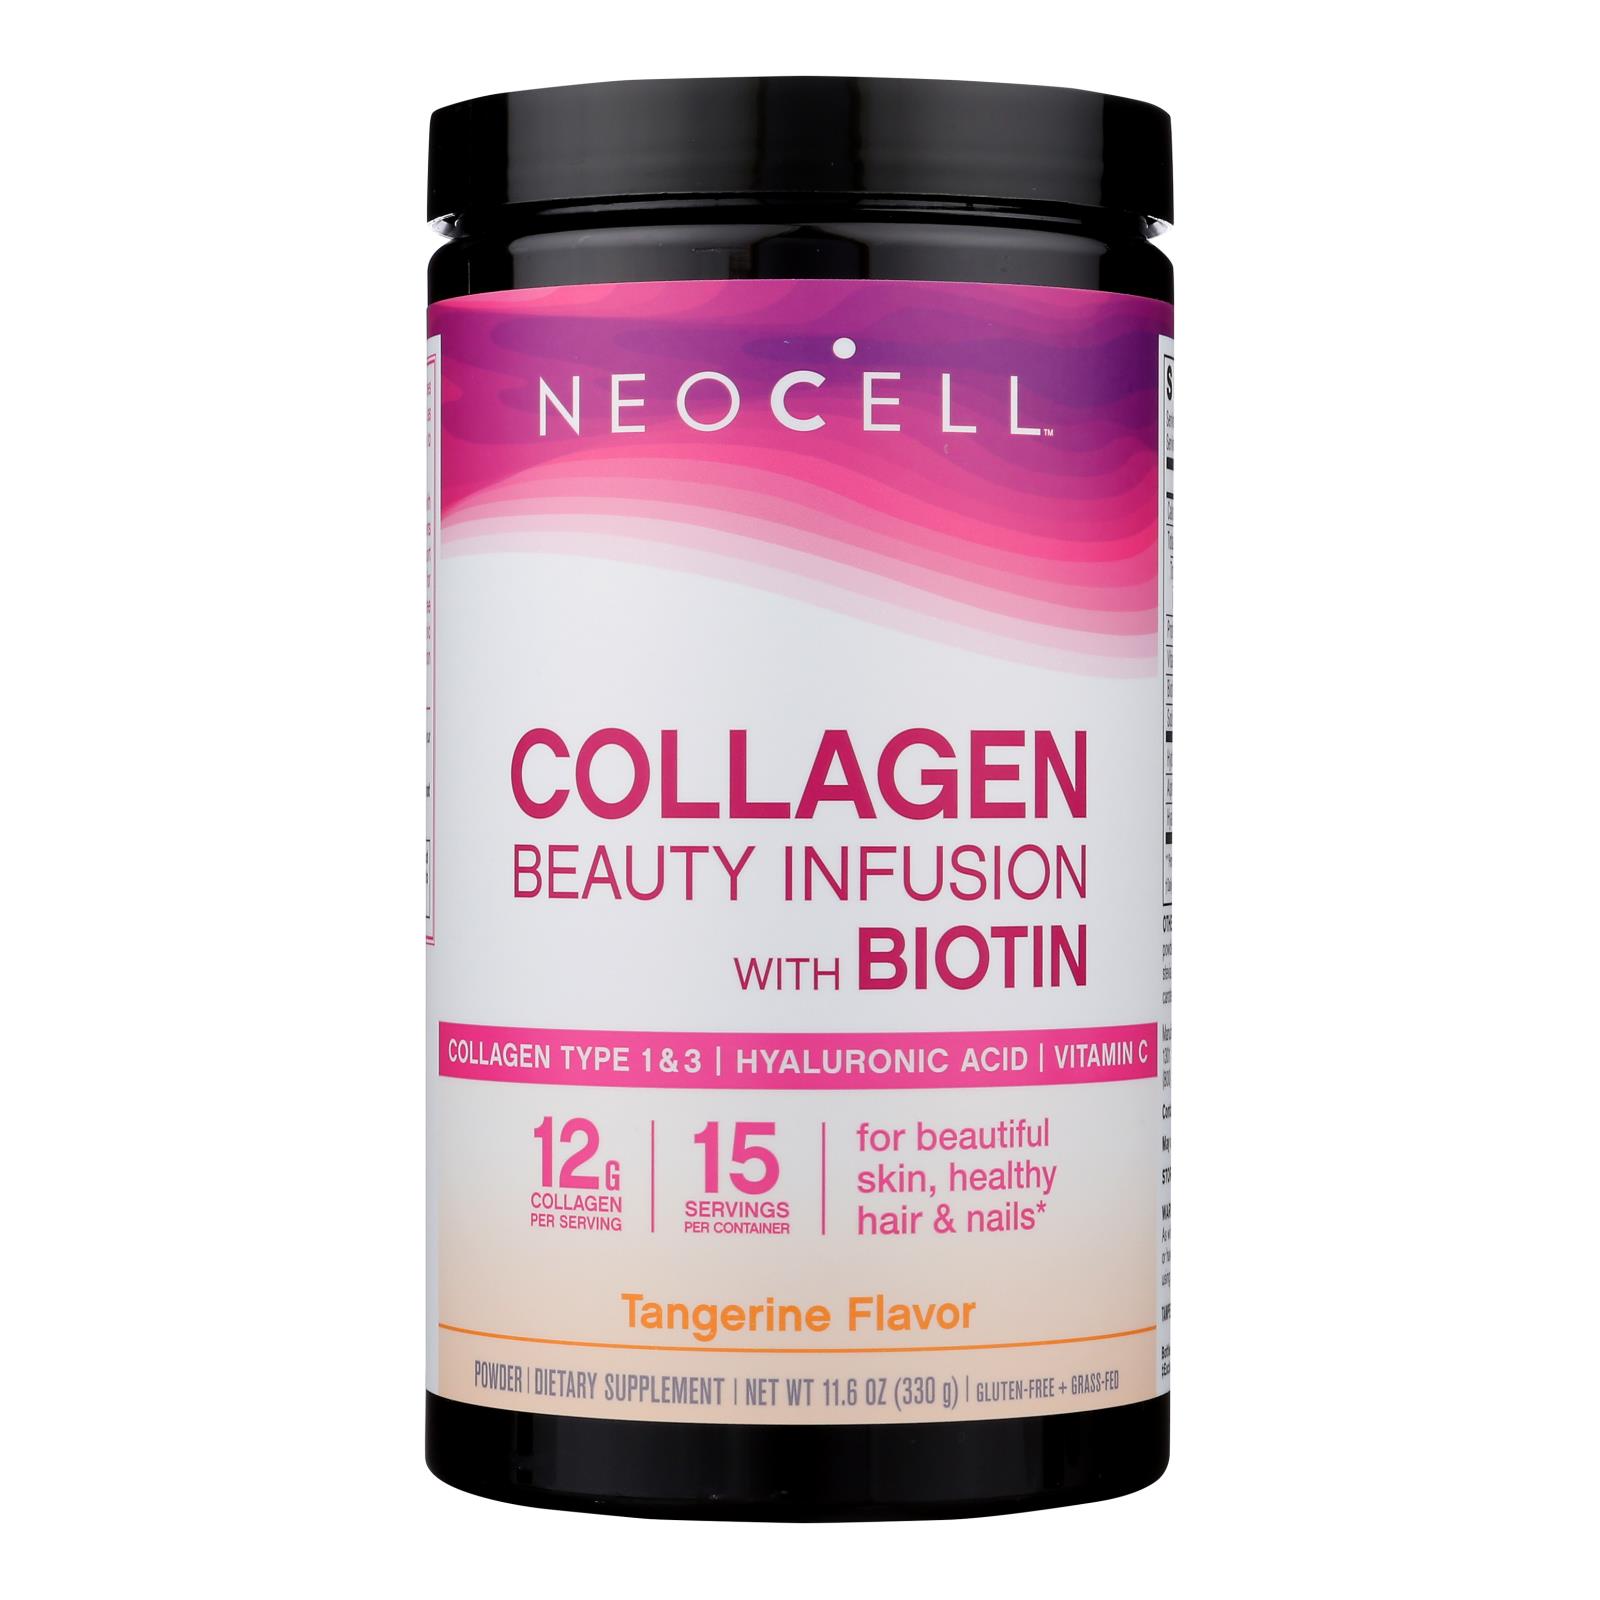 NEOCELL™
COLLAGEN
BEAUTY INFUSION
WITH BIOTIN
COLLAGEN TYPE 1 & 3 | HYALURONIC ACID | VITAMIN C
12G
COLLAGEN
PER SERVING
15
SERVINGS
PER CONTAINER
for beautiful
skin, healthy
hair & nails*
Tangerine Flavor
POWDER | DIETARY SUPPLEMENT | NET WT 11.6 OZ (330 g) | GLUTEN-FREE + GRASS-FED